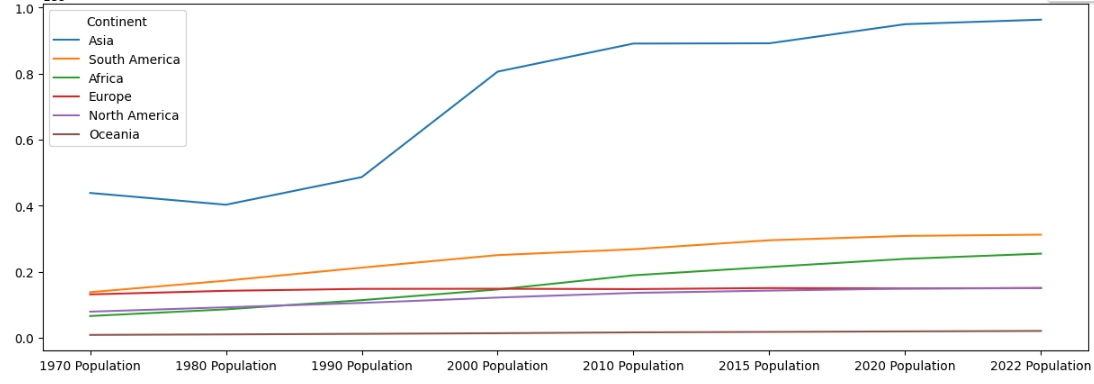 1.0
0.8
0.6
0.4
0.2
0.0
Continent
Asia
South America
Africa
Europe
North America
Oceania
1970 Population 1980 Population 1990 Population 2000 Population 2010 Population 2015 Population 2020 Population 2022 Population